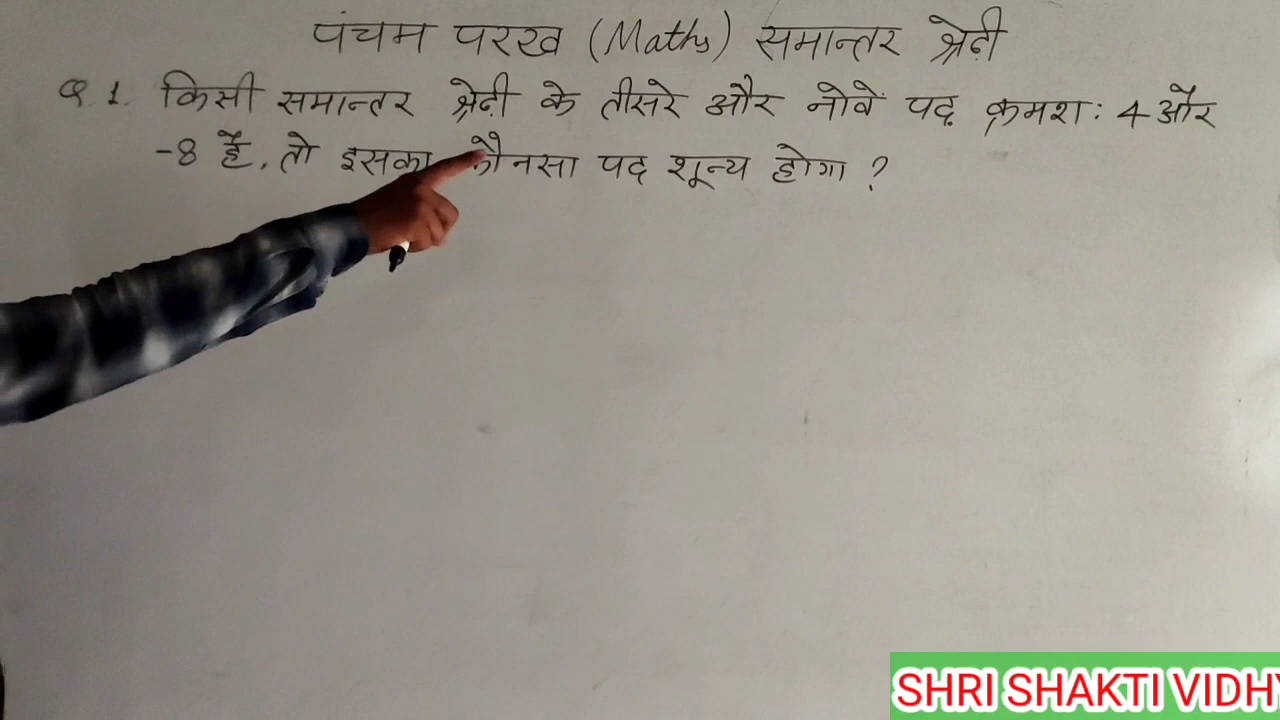 पंचम परख (Maths) समान्तर श्रेढ़ी
Q.1. किसी समान्तर श्रेढ़ी के तीसरे और नोवें पद क्रमश: 4 और
-8 है, तो इसका कौनसा पद शून्य होगा ?
SHRI SHAKTI VIDHY